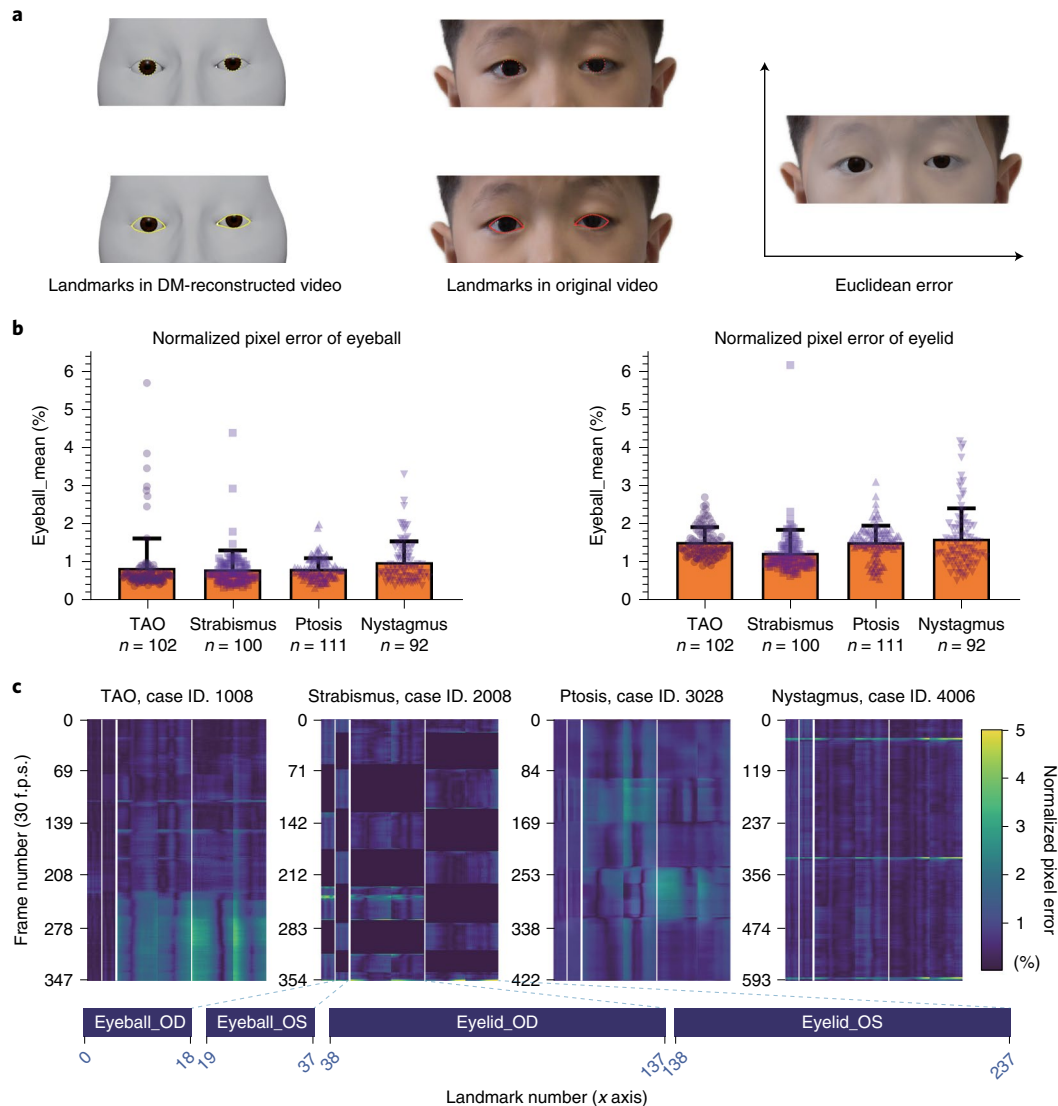 a
Landmarks in DM-reconstructed video
Landmarks in original video
Euclidean error
b
Normalized pixel error of eyeball
Eyeball_mean (%)
6
5
4
3
2
1
0
TAO
n = 102
Strabismus
n = 100
Ptosis
n = 111
Nystagmus
n = 92
Normalized pixel error of eyelid
Eyeball_mean (%)
6
5
4
3
2
1
0
TAO
n = 102
Strabismus
n = 100
Ptosis
n = 111
Nystagmus
n = 92
c
Frame number (30 f.p.s.)
TAO, case ID. 1008
0
69
139
208
278
347
Strabismus, case ID. 2008
0
71
142
212
283
354
Ptosis, case ID. 3028
0
84
169
253
338
422
Nystagmus, case ID. 4006
0
119
237
356
474
593
5
4
3
2
1
(%)
Normalized pixel error
Eyeball_OD
Eyeball_OS
Eyelid_OD
Eyelid_OS
0
18
19
37
38
137
138
237
Landmark number (x axis)